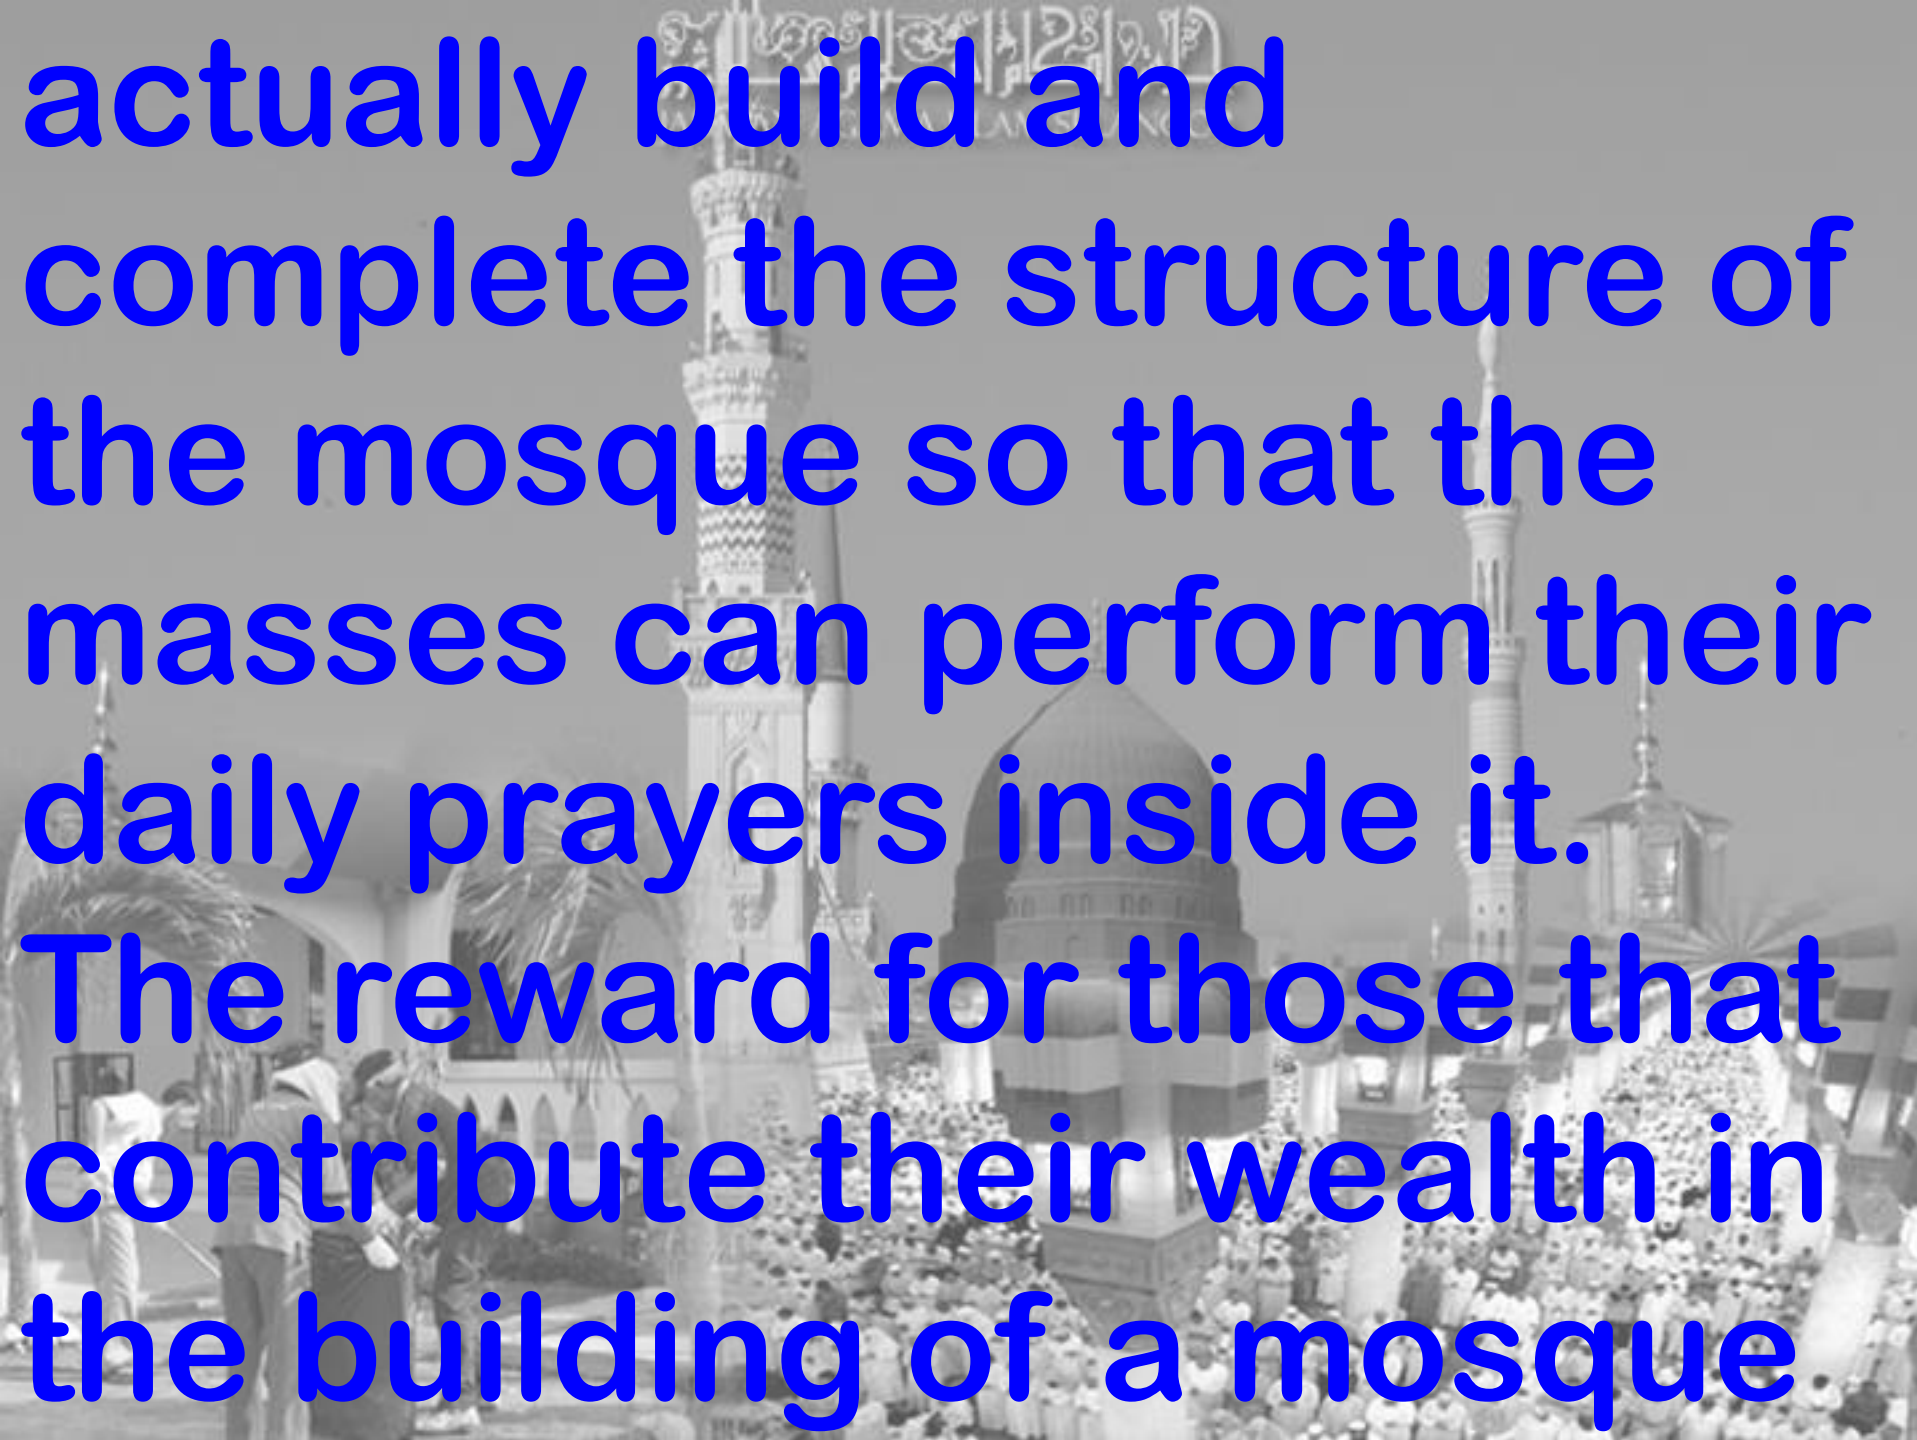 actually build and
complete the structure of
the mosque so that the
masses can perform their
daily prayers inside it.
The reward for those that
contribute their wealth in
the building of a mosque